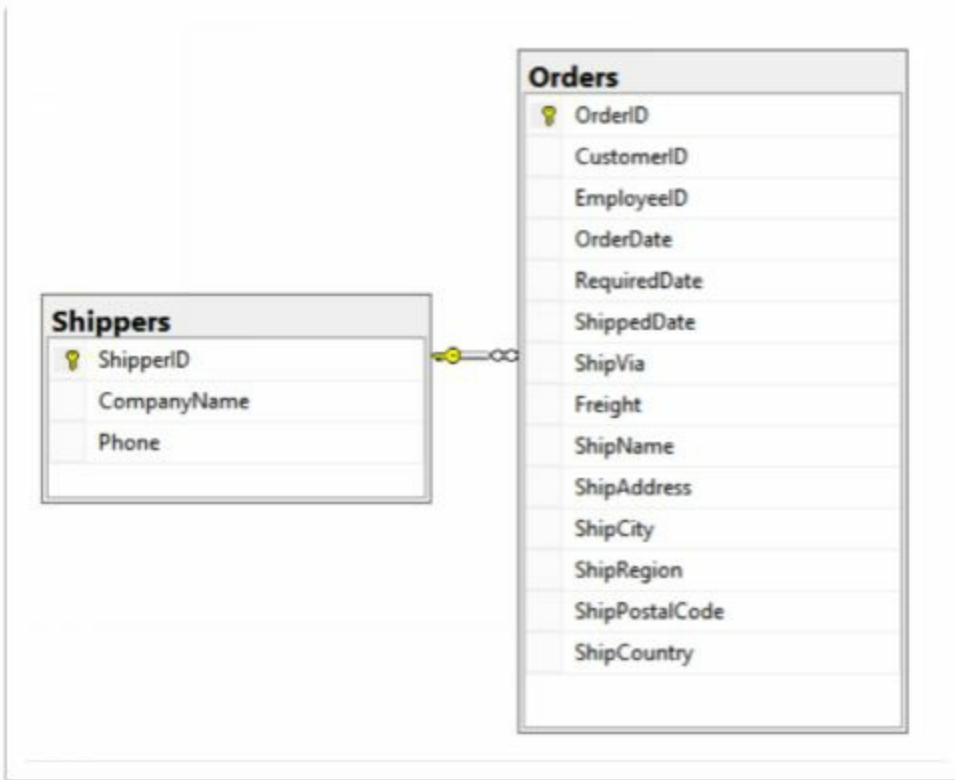 Shippers
ShipperID
CompanyName
Phone
Orders
OrderID
CustomerID
EmployeeID
OrderDate
RequiredDate
ShippedDate
ShipVia
Freight
ShipName
ShipAddress
ShipCity
ShipRegion
ShipPostalCode
ShipCountry